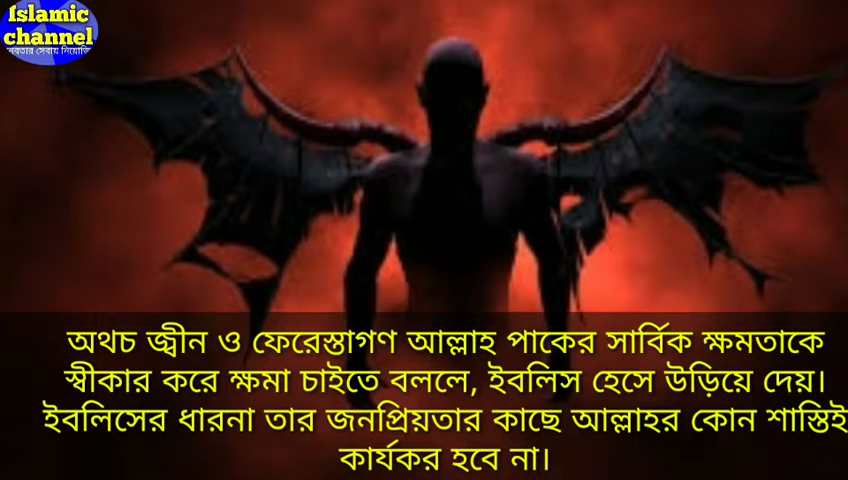 Islamic
channel
অথচ জ্বীন ও ফেরেস্তাগণ আল্লাহ পাকের সার্বিক ক্ষমতাকে
স্বীকার করে ক্ষমা চাইতে বললে, ইবলিস হেসে উড়িয়ে দেয়।
ইবলিসের ধারনা তার জনপ্রিয়তার কাছে আল্লাহর কোন শাস্তিই
কার্যকর হবে না।